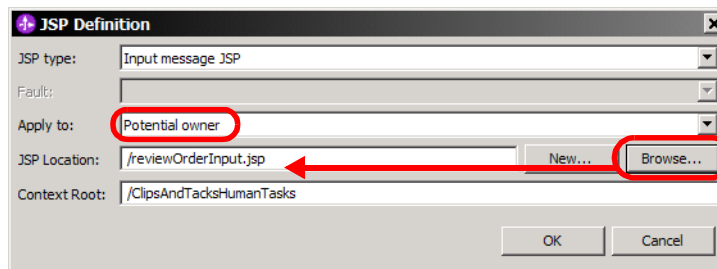 JSP Definition
JSP type: Input message JSP
Fault:
Apply to: Potential owner
JSP Location: /reviewOrderInput.jsp New... Browse...
Context Root: /ClipsAndTacksHumanTasks
OK Cancel